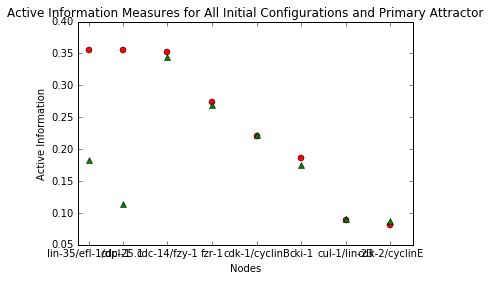 Active Information Measures for All Initial Configurations and Primary Attractor
0.40
0.35
0.30
0.25
0.20
0.15
0.10
0.05
Active Information
lin-35/efl-1/dpl-1 cdc-25.1 cdc-14/fzy-1 fzr-1 cdk-1/cyclinB cki-1 cul-1/lin-23 cdk-2/cyclinE
Nodes